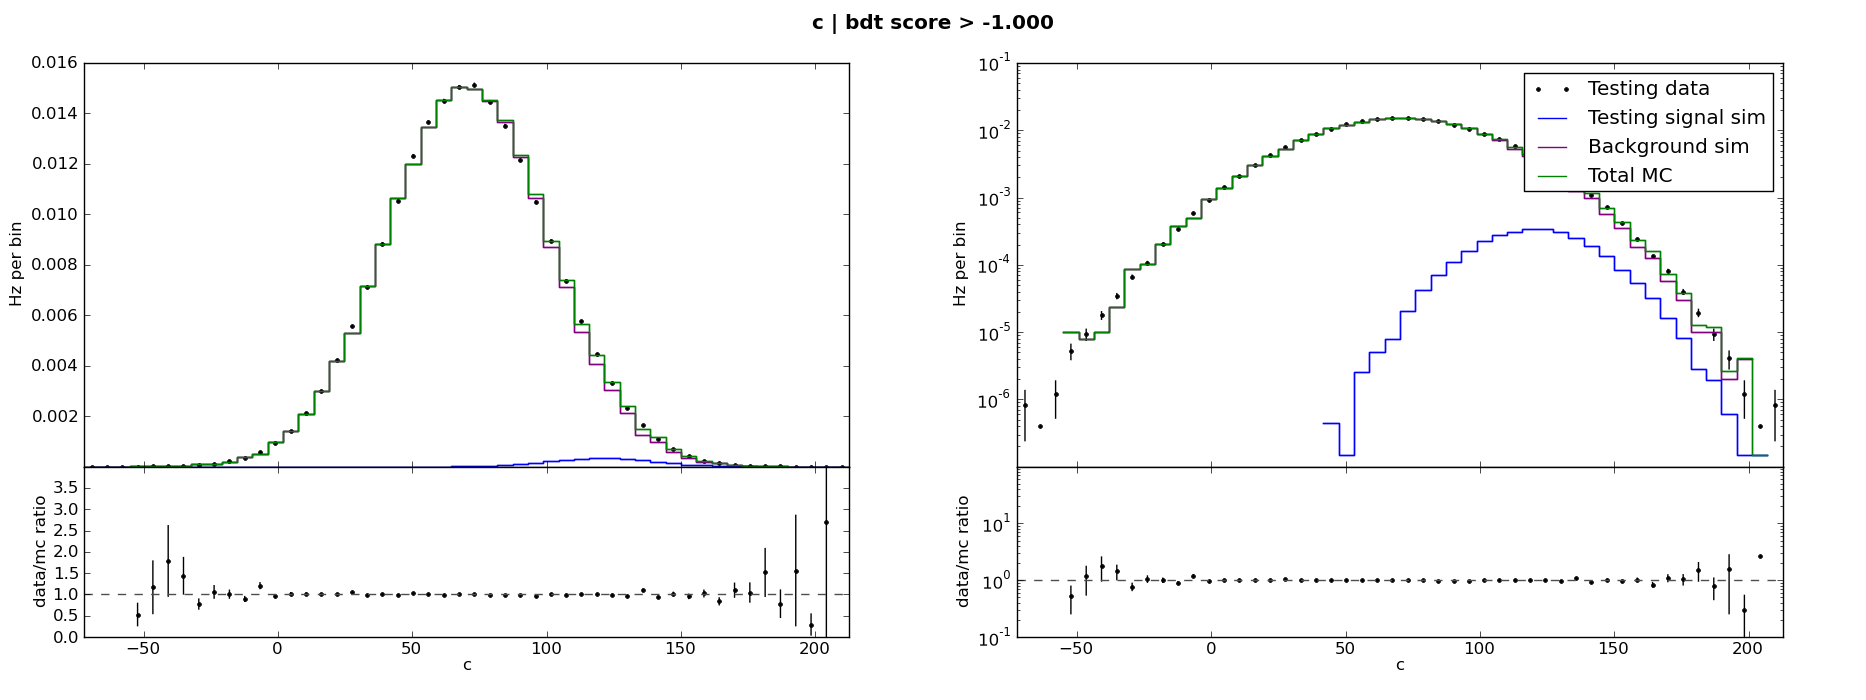 c | bdt score > -1.000
0.016
0.014
0.012
0.010
0.008
0.006
0.004
0.002
Hz per bin
3.5
3.0
2.5
2.0
1.5
1.0
0.5
0.0
data/mc ratio
−50 0 50 100 150 200
c
10^-1
10^-2
10^-3
10^-4
10^-5
10^-6
Hz per bin
Testing data
Testing signal sim
Background sim
Total MC
10^1
10^0
10^-1
data/mc ratio
−50 0 50 100 150 200
c